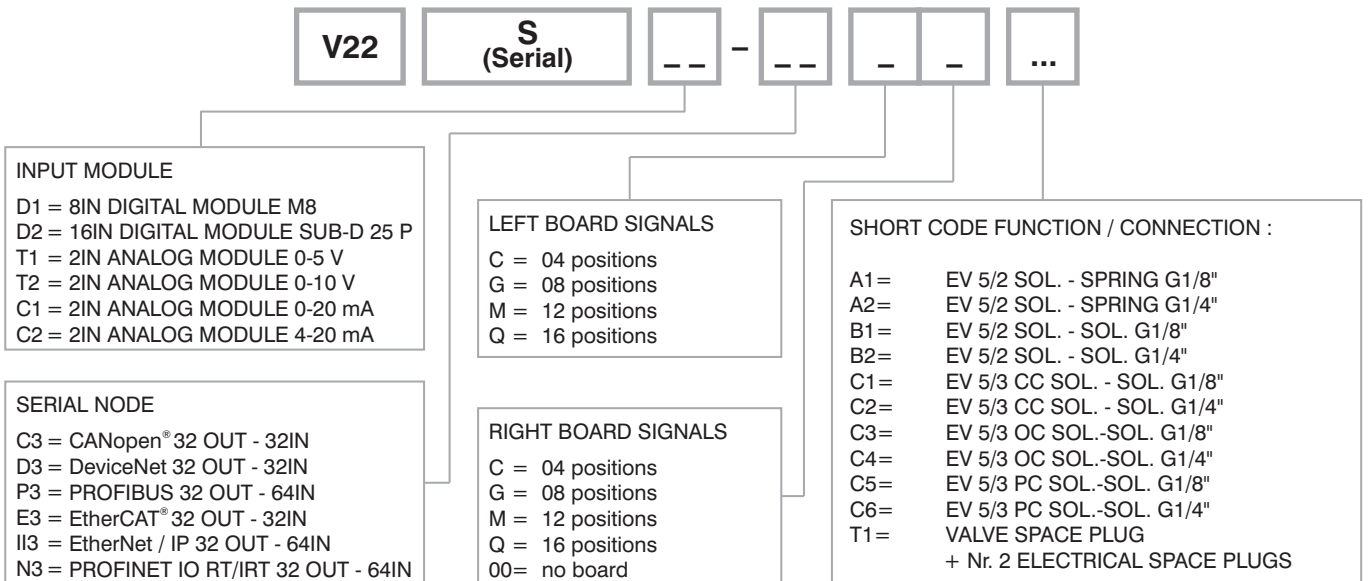 V22
S
(Serial)
_ _
–
_ _
_
_
...
INPUT MODULE
D1 = 8IN DIGITAL MODULE M8
D2 = 16IN DIGITAL MODULE SUB-D 25 P
T1 = 2IN ANALOG MODULE 0-5 V
T2 = 2IN ANALOG MODULE 0-10 V
C1 = 2IN ANALOG MODULE 0-20 mA
C2 = 2IN ANALOG MODULE 4-20 mA
SERIAL NODE
C3 = CANopen® 32 OUT - 32IN
D3 = DeviceNet 32 OUT - 32IN
P3 = PROFIBUS 32 OUT - 64IN
E3 = EtherCAT® 32 OUT - 32IN
II3 = EtherNet / IP 32 OUT - 64IN
N3 = PROFINET IO RT/IRT 32 OUT - 64IN
LEFT BOARD SIGNALS
C = 04 positions
G = 08 positions
M = 12 positions
Q = 16 positions
RIGHT BOARD SIGNALS
C = 04 positions
G = 08 positions
M = 12 positions
Q = 16 positions
00= no board
SHORT CODE FUNCTION / CONNECTION :
A1= EV 5/2 SOL. - SPRING G1/8"
A2= EV 5/2 SOL. - SPRING G1/4"
B1= EV 5/2 SOL. - SOL. G1/8"
B2= EV 5/2 SOL. - SOL. G1/4"
C1= EV 5/3 CC SOL. - SOL. G1/8"
C2= EV 5/3 CC SOL. - SOL. G1/4"
C3= EV 5/3 OC SOL.-SOL. G1/8"
C4= EV 5/3 OC SOL.-SOL. G1/4"
C5= EV 5/3 PC SOL.-SOL. G1/8"
C6= EV 5/3 PC SOL.-SOL. G1/4"
T1= VALVE SPACE PLUG
+ Nr. 2 ELECTRICAL SPACE PLUGS